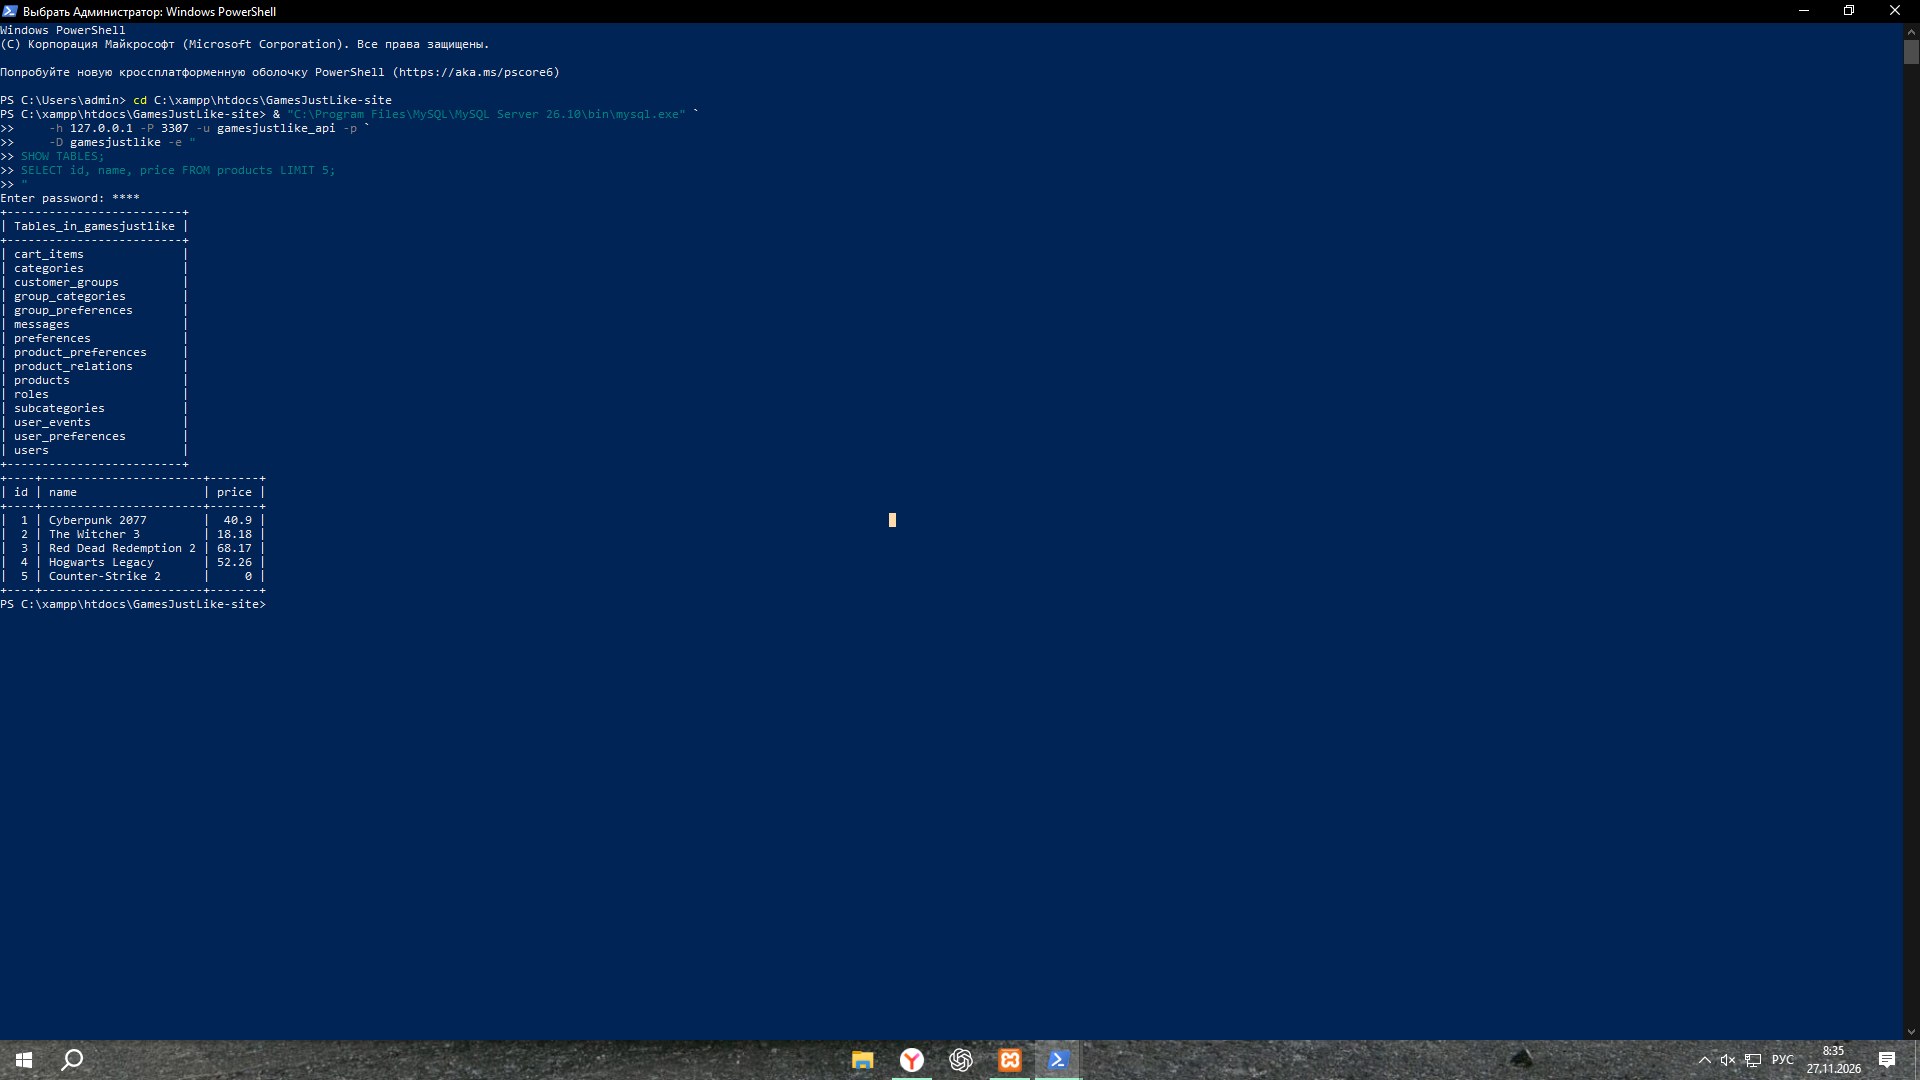 Выбрать Администратор: Windows PowerShell
Windows PowerShell
(C) Корпорация Майкрософт (Microsoft Corporation). Все права защищены.
Попробуйте новую кроссплатформенную оболочку PowerShell (https://aka.ms/pscore6)
PS C:\Users\admin> cd C:\xampp\htdocs\GamesJustLike-site
PS C:\xampp\htdocs\GamesJustLike-site> & "C:\Program Files\MySQL\MySQL Server 26.10\bin\mysql.exe" `
>>     -h 127.0.0.1 -P 3307 -u gamesjustlike_api -p `
>>     -D gamesjustlike -e "
>> SHOW TABLES;
>> SELECT id, name, price FROM products LIMIT 5;
>> "
Enter password: ****
+-------------------------+
| Tables_in_gamesjustlike |
+-------------------------+
| cart_items              |
| categories              |
| customer_groups         |
| group_categories        |
| group_preferences       |
| messages                |
| preferences             |
| product_preferences     |
| product_relations       |
| products                |
| roles                   |
| subcategories           |
| user_events             |
| user_preferences        |
| users                   |
+-------------------------+
+----+-----------------------+-------+
| id | name                  | price |
+----+-----------------------+-------+
|  1 | Cyberpunk 2077        |  40.9 |
|  2 | The Witcher 3         | 18.18 |
|  3 | Red Dead Redemption 2 | 68.17 |
|  4 | Hogwarts Legacy       | 52.26 |
|  5 | Counter-Strike 2      |     0 |
+----+-----------------------+-------+
PS C:\xampp\htdocs\GamesJustLike-site>
РУС
8:35
27.11.2026